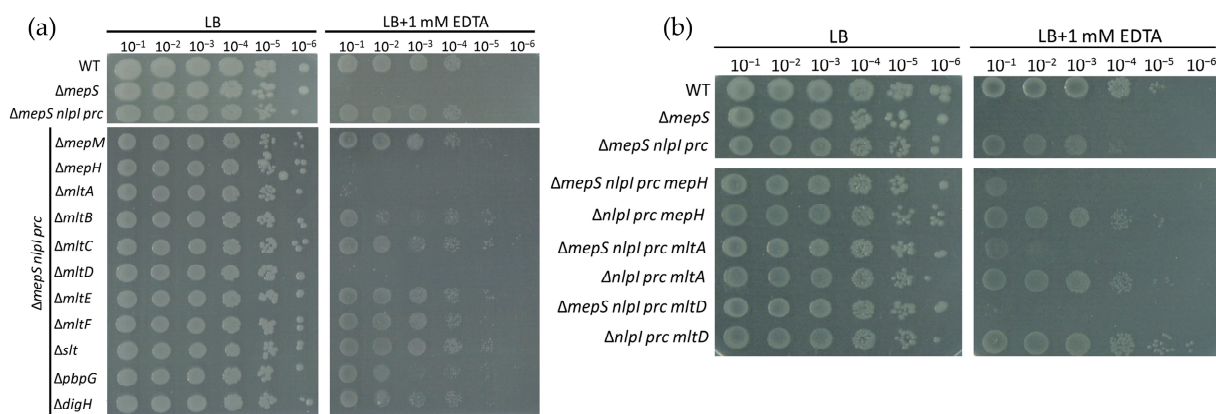 (a)
LB
LB+1 mM EDTA
10⁻¹ 10⁻² 10⁻³ 10⁻⁴ 10⁻⁵ 10⁻⁶
10⁻¹ 10⁻² 10⁻³ 10⁻⁴ 10⁻⁵ 10⁻⁶
WT
ΔmepS
ΔmepS nlpI prc
ΔmepS nlpi prc
ΔmepM
ΔmepH
ΔmltA
ΔmltB
ΔmltC
ΔmltD
ΔmltE
ΔmltF
Δslt
ΔpbpG
ΔdigH
(b)
LB
LB+1 mM EDTA
10⁻¹ 10⁻² 10⁻³ 10⁻⁴ 10⁻⁵ 10⁻⁶
10⁻¹ 10⁻² 10⁻³ 10⁻⁴ 10⁻⁵ 10⁻⁶
WT
ΔmepS
ΔmepS nlpI prc
ΔmepS nlpI prc mepH
ΔnlpI prc mepH
ΔmepS nlpI prc mltA
ΔnlpI prc mltA
ΔmepS nlpI prc mltD
ΔnlpI prc mltD